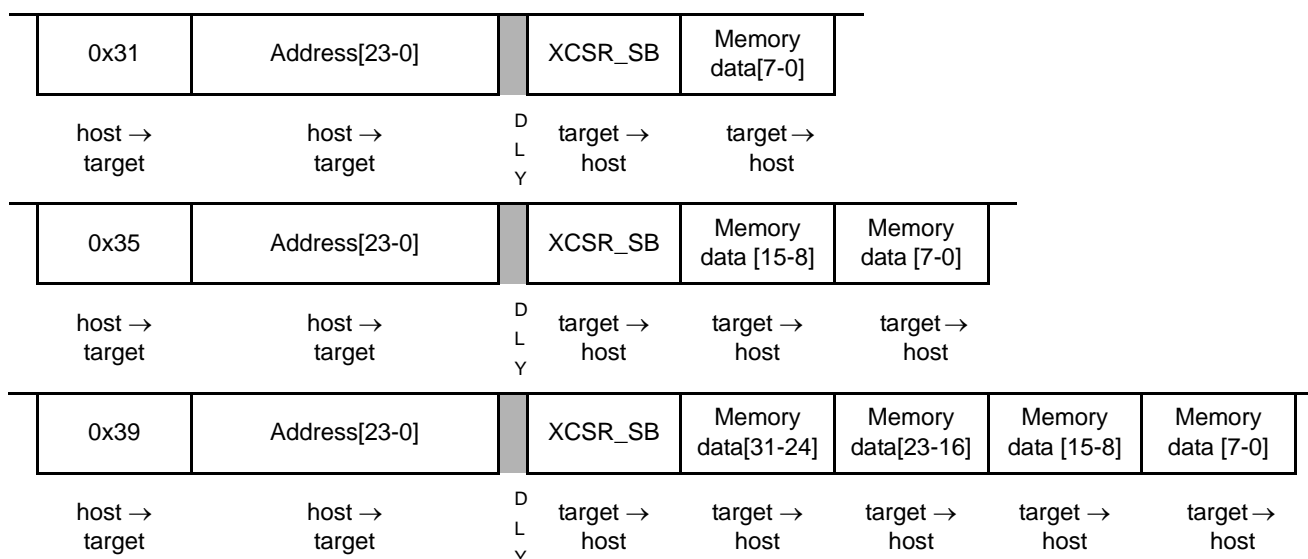 0x31 Address[23-0] XCSR_SB Memory data[7-0]
host → target host → target D L Y target → host target → host
0x35 Address[23-0] XCSR_SB Memory data [15-8] Memory data [7-0]
host → target host → target D L Y target → host target → host target → host
0x39 Address[23-0] XCSR_SB Memory data[31-24] Memory data[23-16] Memory data [15-8] Memory data [7-0]
host → target host → target D L Y target → host target → host target → host target → host target → host